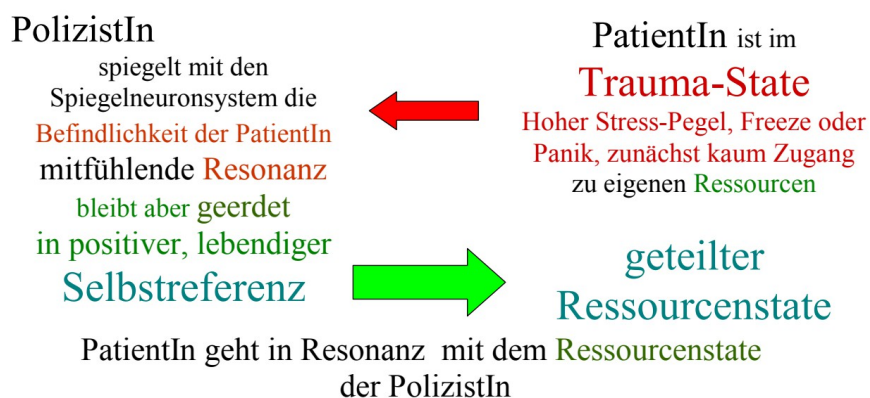 PolizistIn
spiegelt mit den
Spiegelneuronsystem die
Befindlichkeit der PatientIn
mitfühlende Resonanz
bleibt aber geerdet
in positiver, lebendiger
Selbstreferenz
PatientIn ist im
Trauma-State
Hoher Stress-Pegel, Freeze oder
Panik, zunächst kaum Zugang
zu eigenen Ressourcen
geteilter
Ressourcenstate
PatientIn geht in Resonanz mit dem Ressourcenstate
der PolizistIn